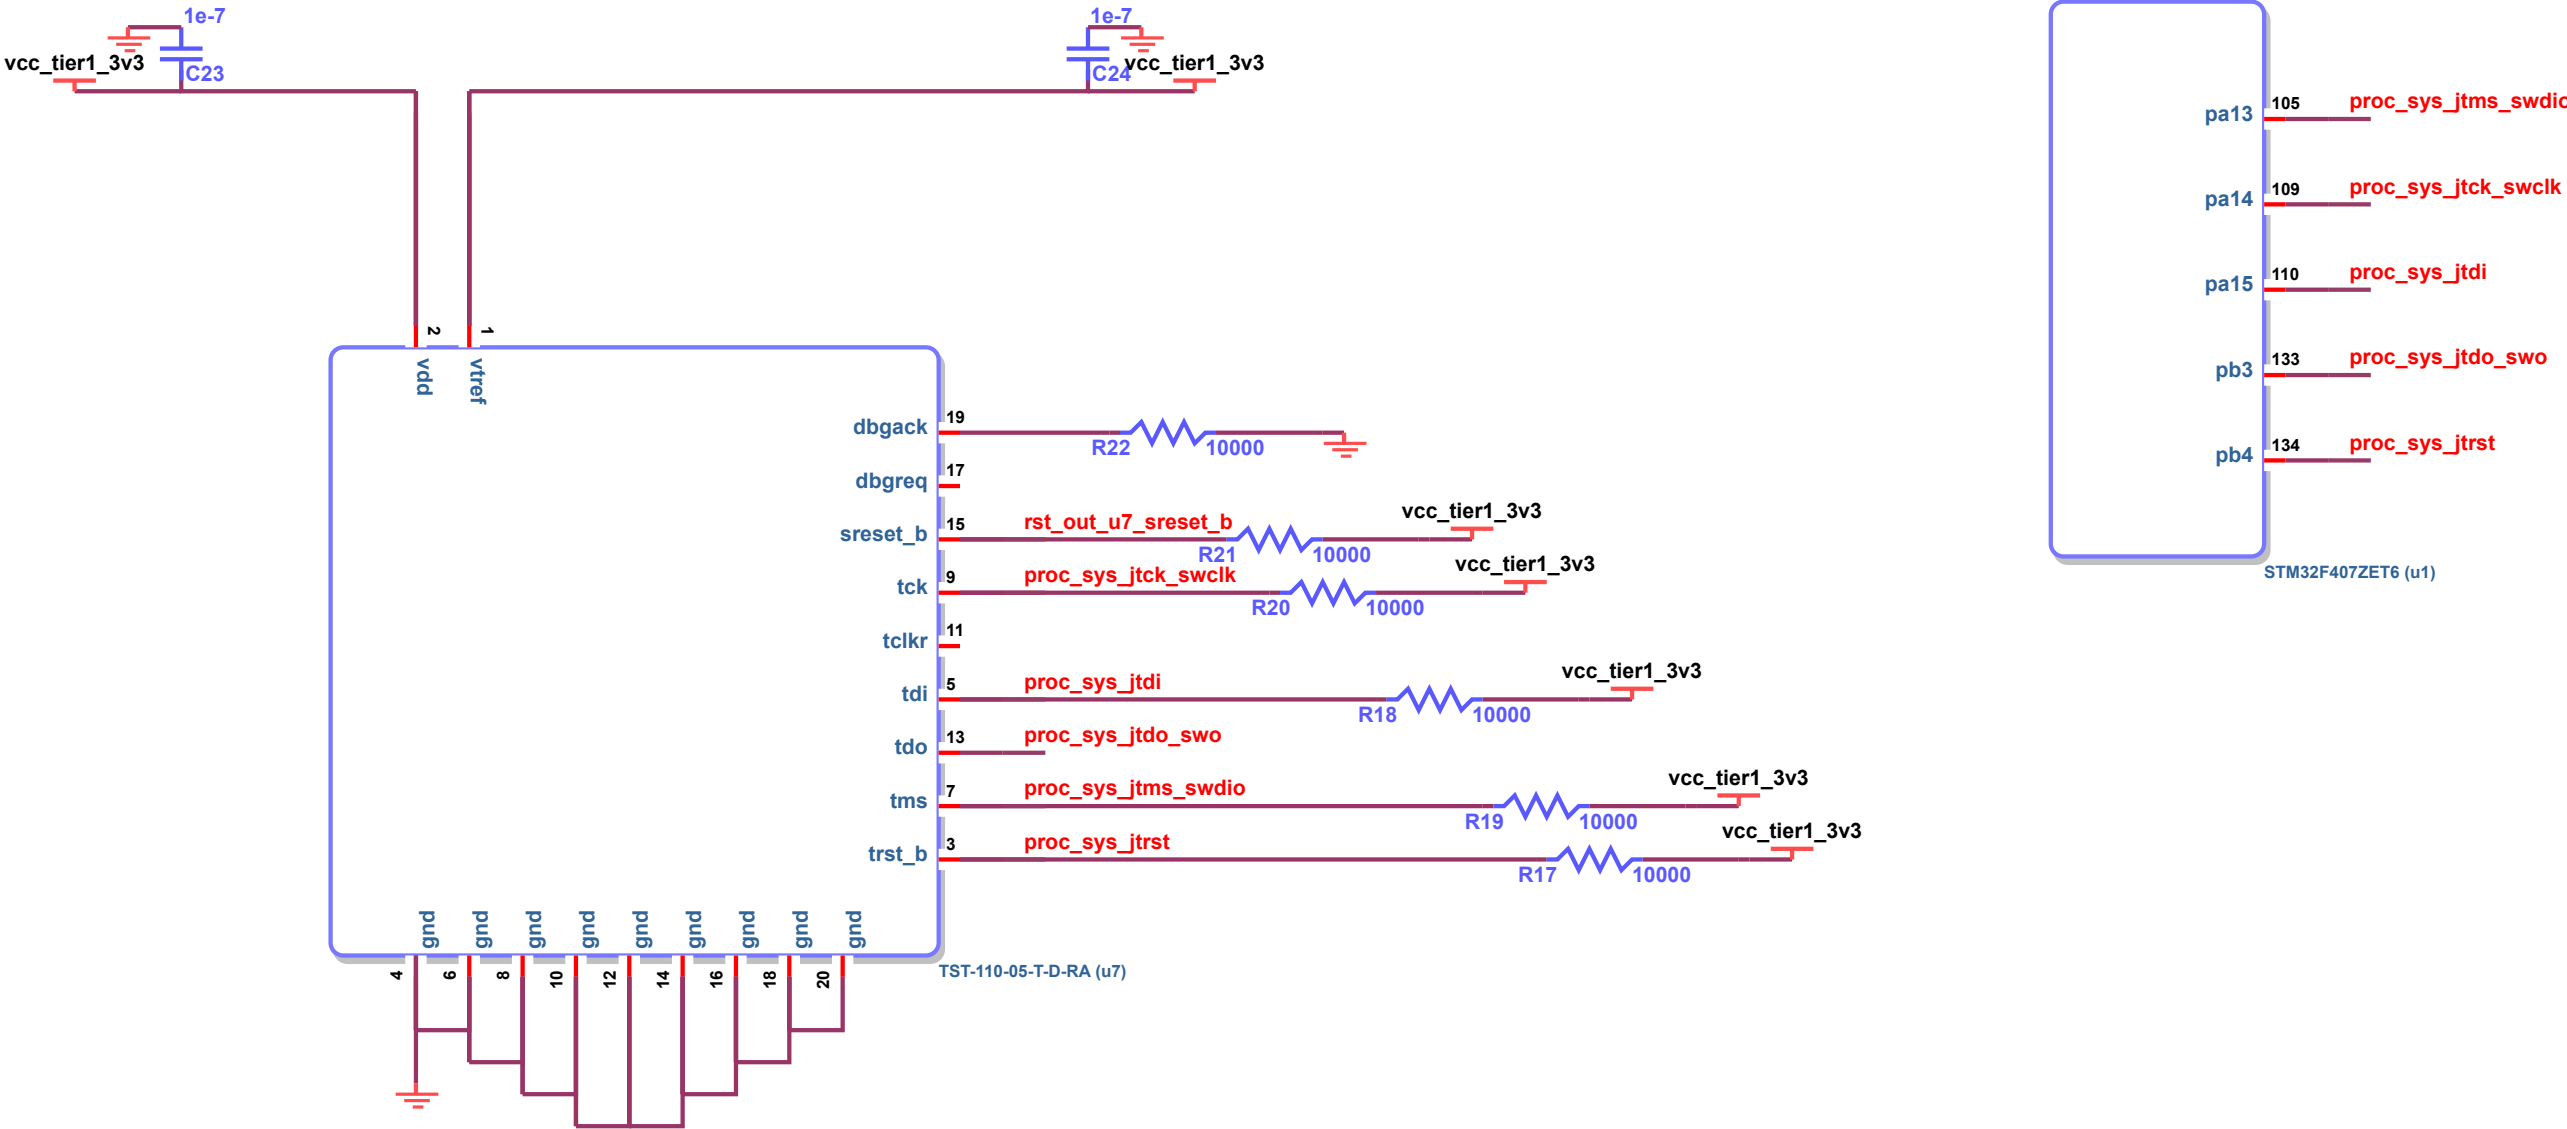 1e-7
vcc_tier1_3v3
C23
1e-7
C24
vcc_tier1_3v3
2
1
vdd
vtref
dbgack
19
R22
10000
dbgreq
17
sreset_b
15
rst_out_u7_sreset_b
R21
10000
vcc_tier1_3v3
tck
9
proc_sys_jtck_swclk
R20
10000
vcc_tier1_3v3
tclkr
11
tdi
5
proc_sys_jtdi
R18
10000
vcc_tier1_3v3
tdo
13
proc_sys_jtdo_swo
tms
7
proc_sys_jtms_swdio
R19
10000
vcc_tier1_3v3
trst_b
3
proc_sys_jtrst
R17
10000
vcc_tier1_3v3
gnd
gnd
gnd
gnd
gnd
gnd
gnd
gnd
gnd
4
6
8
10
12
14
16
18
20
TST-110-05-T-D-RA (u7)
pa13
105
proc_sys_jtms_swdio
pa14
109
proc_sys_jtck_swclk
pa15
110
proc_sys_jtdi
pb3
133
proc_sys_jtdo_swo
pb4
134
proc_sys_jtrst
STM32F407ZET6 (u1)